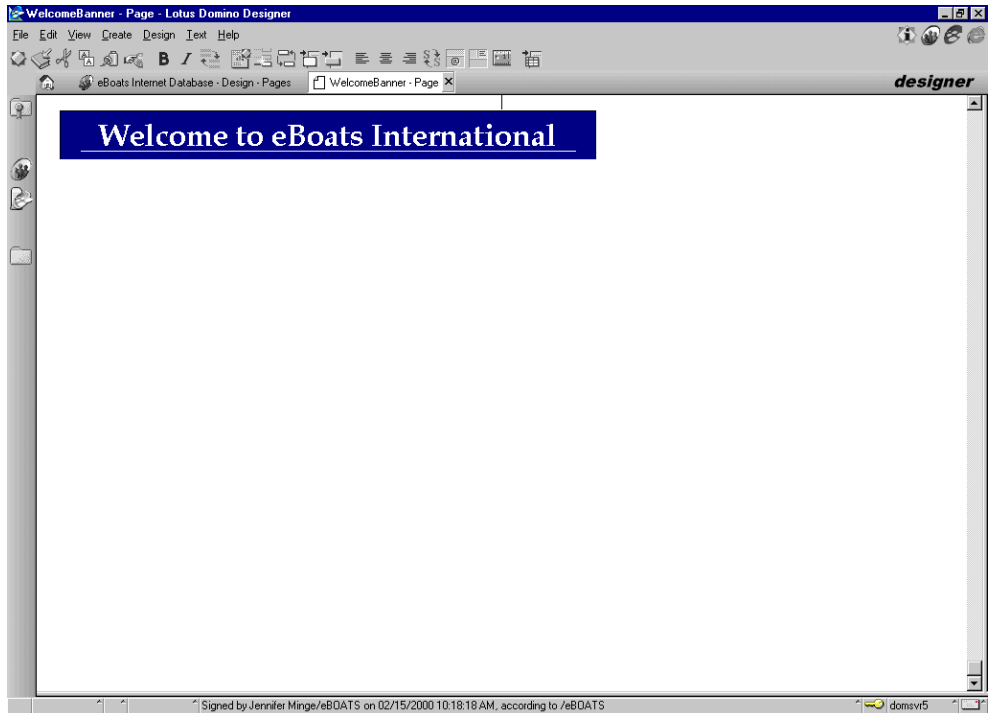 WelcomeBanner - Page - Lotus Domino Designer
File Edit View Create Design Text Help
eBoats Internet Database - Design - Pages WelcomeBanner - Page designer
Welcome to eBoats International
Signed by Jennifer Minge/eBOATS on 02/15/2000 10:18:18 AM, according to /eBOATS domsvr5